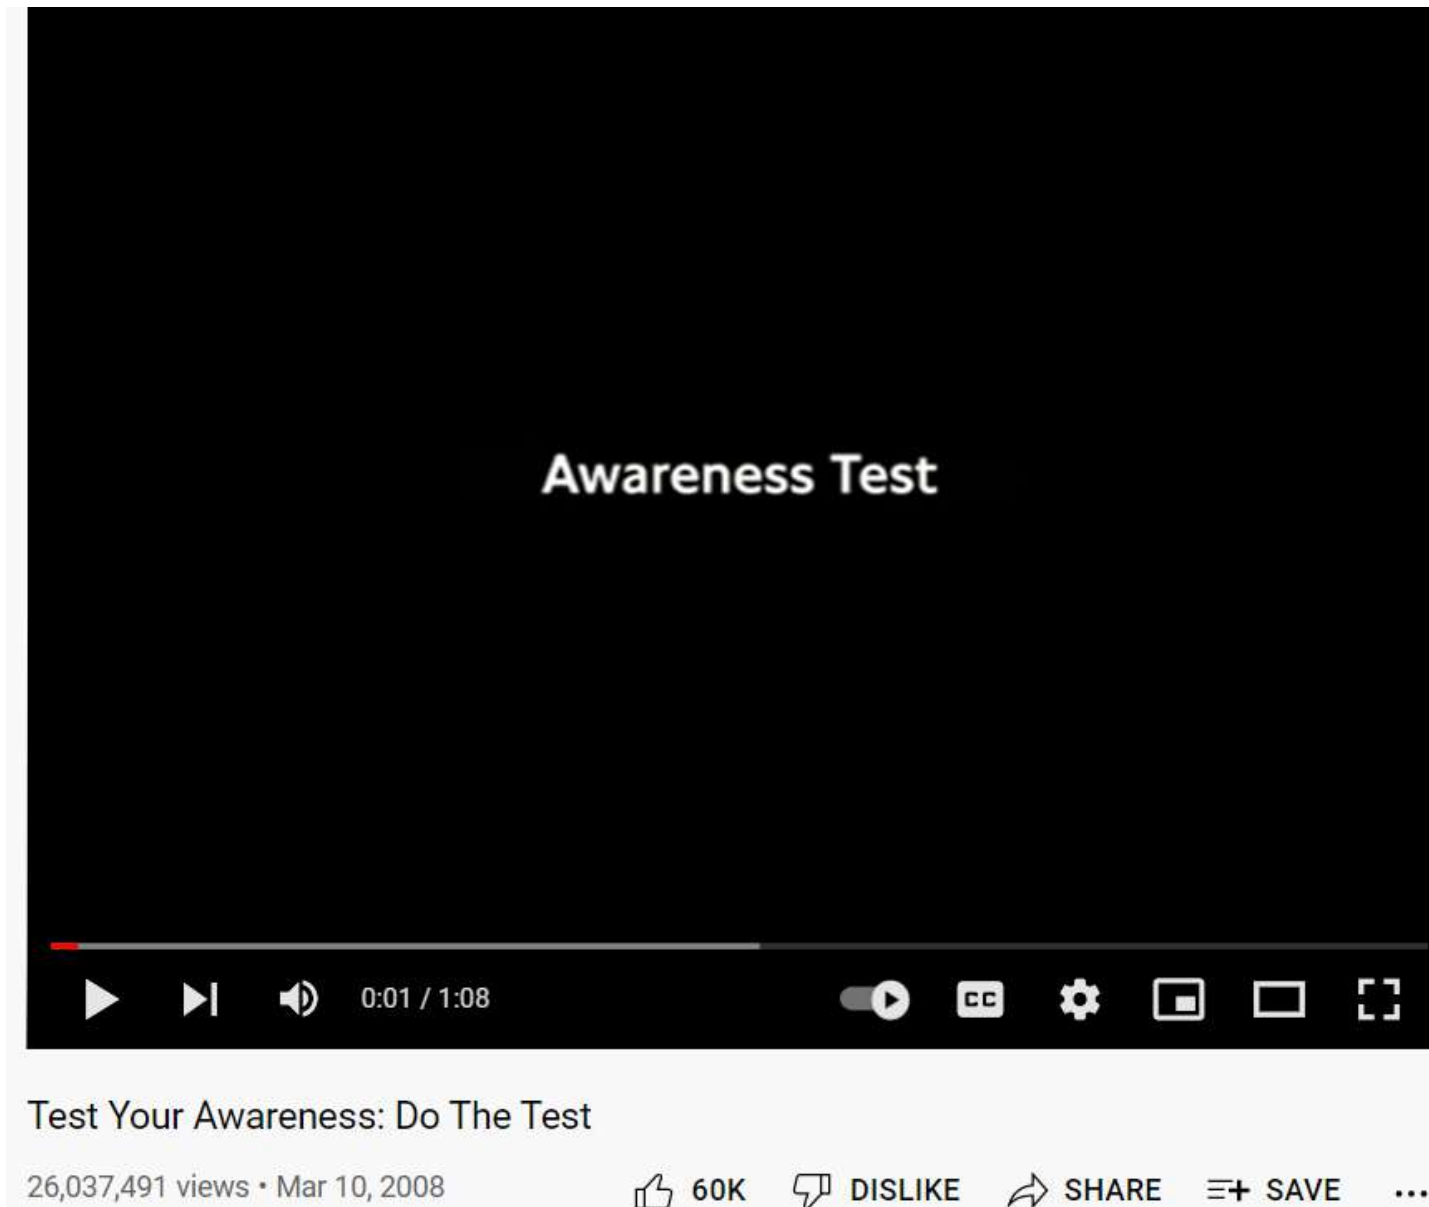 Awareness Test
0:01 / 1:08 CC
Test Your Awareness: Do The Test
26,037,491 views • Mar 10, 2008 60K DISLIKE SHARE SAVE